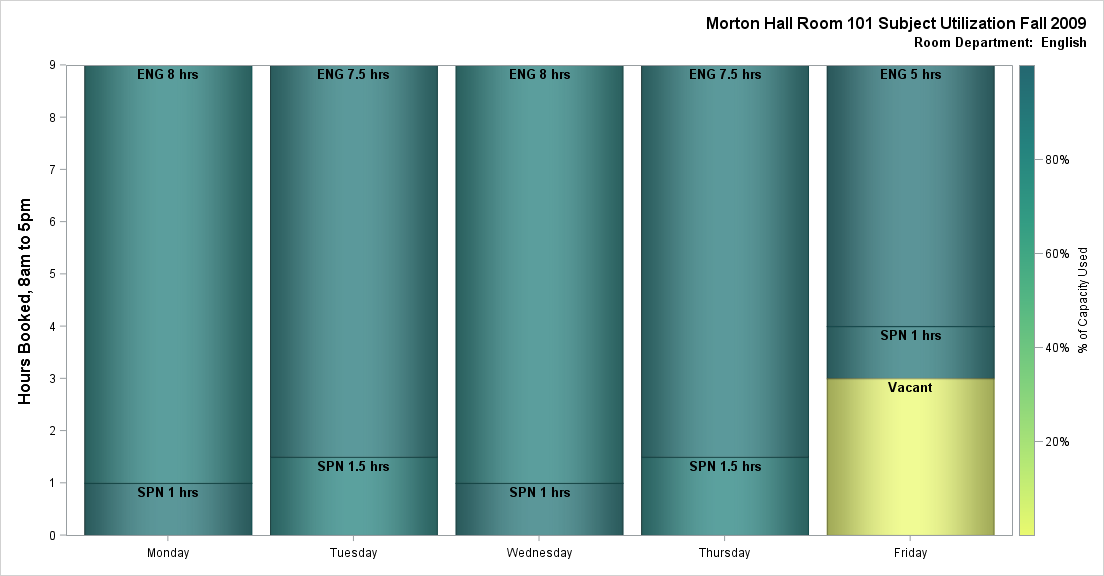 Morton Hall Room 101 Subject Utilization Fall 2009
Room Department:  English
Hours Booked, 8am to 5pm
9
8
7
6
5
4
3
2
1
0
ENG 8 hrs
SPN 1 hrs
ENG 7.5 hrs
SPN 1.5 hrs
ENG 8 hrs
SPN 1 hrs
ENG 7.5 hrs
SPN 1.5 hrs
ENG 5 hrs
SPN 1 hrs
Vacant
Monday
Tuesday
Wednesday
Thursday
Friday
80%
60%
40%
20%
% of Capacity Used